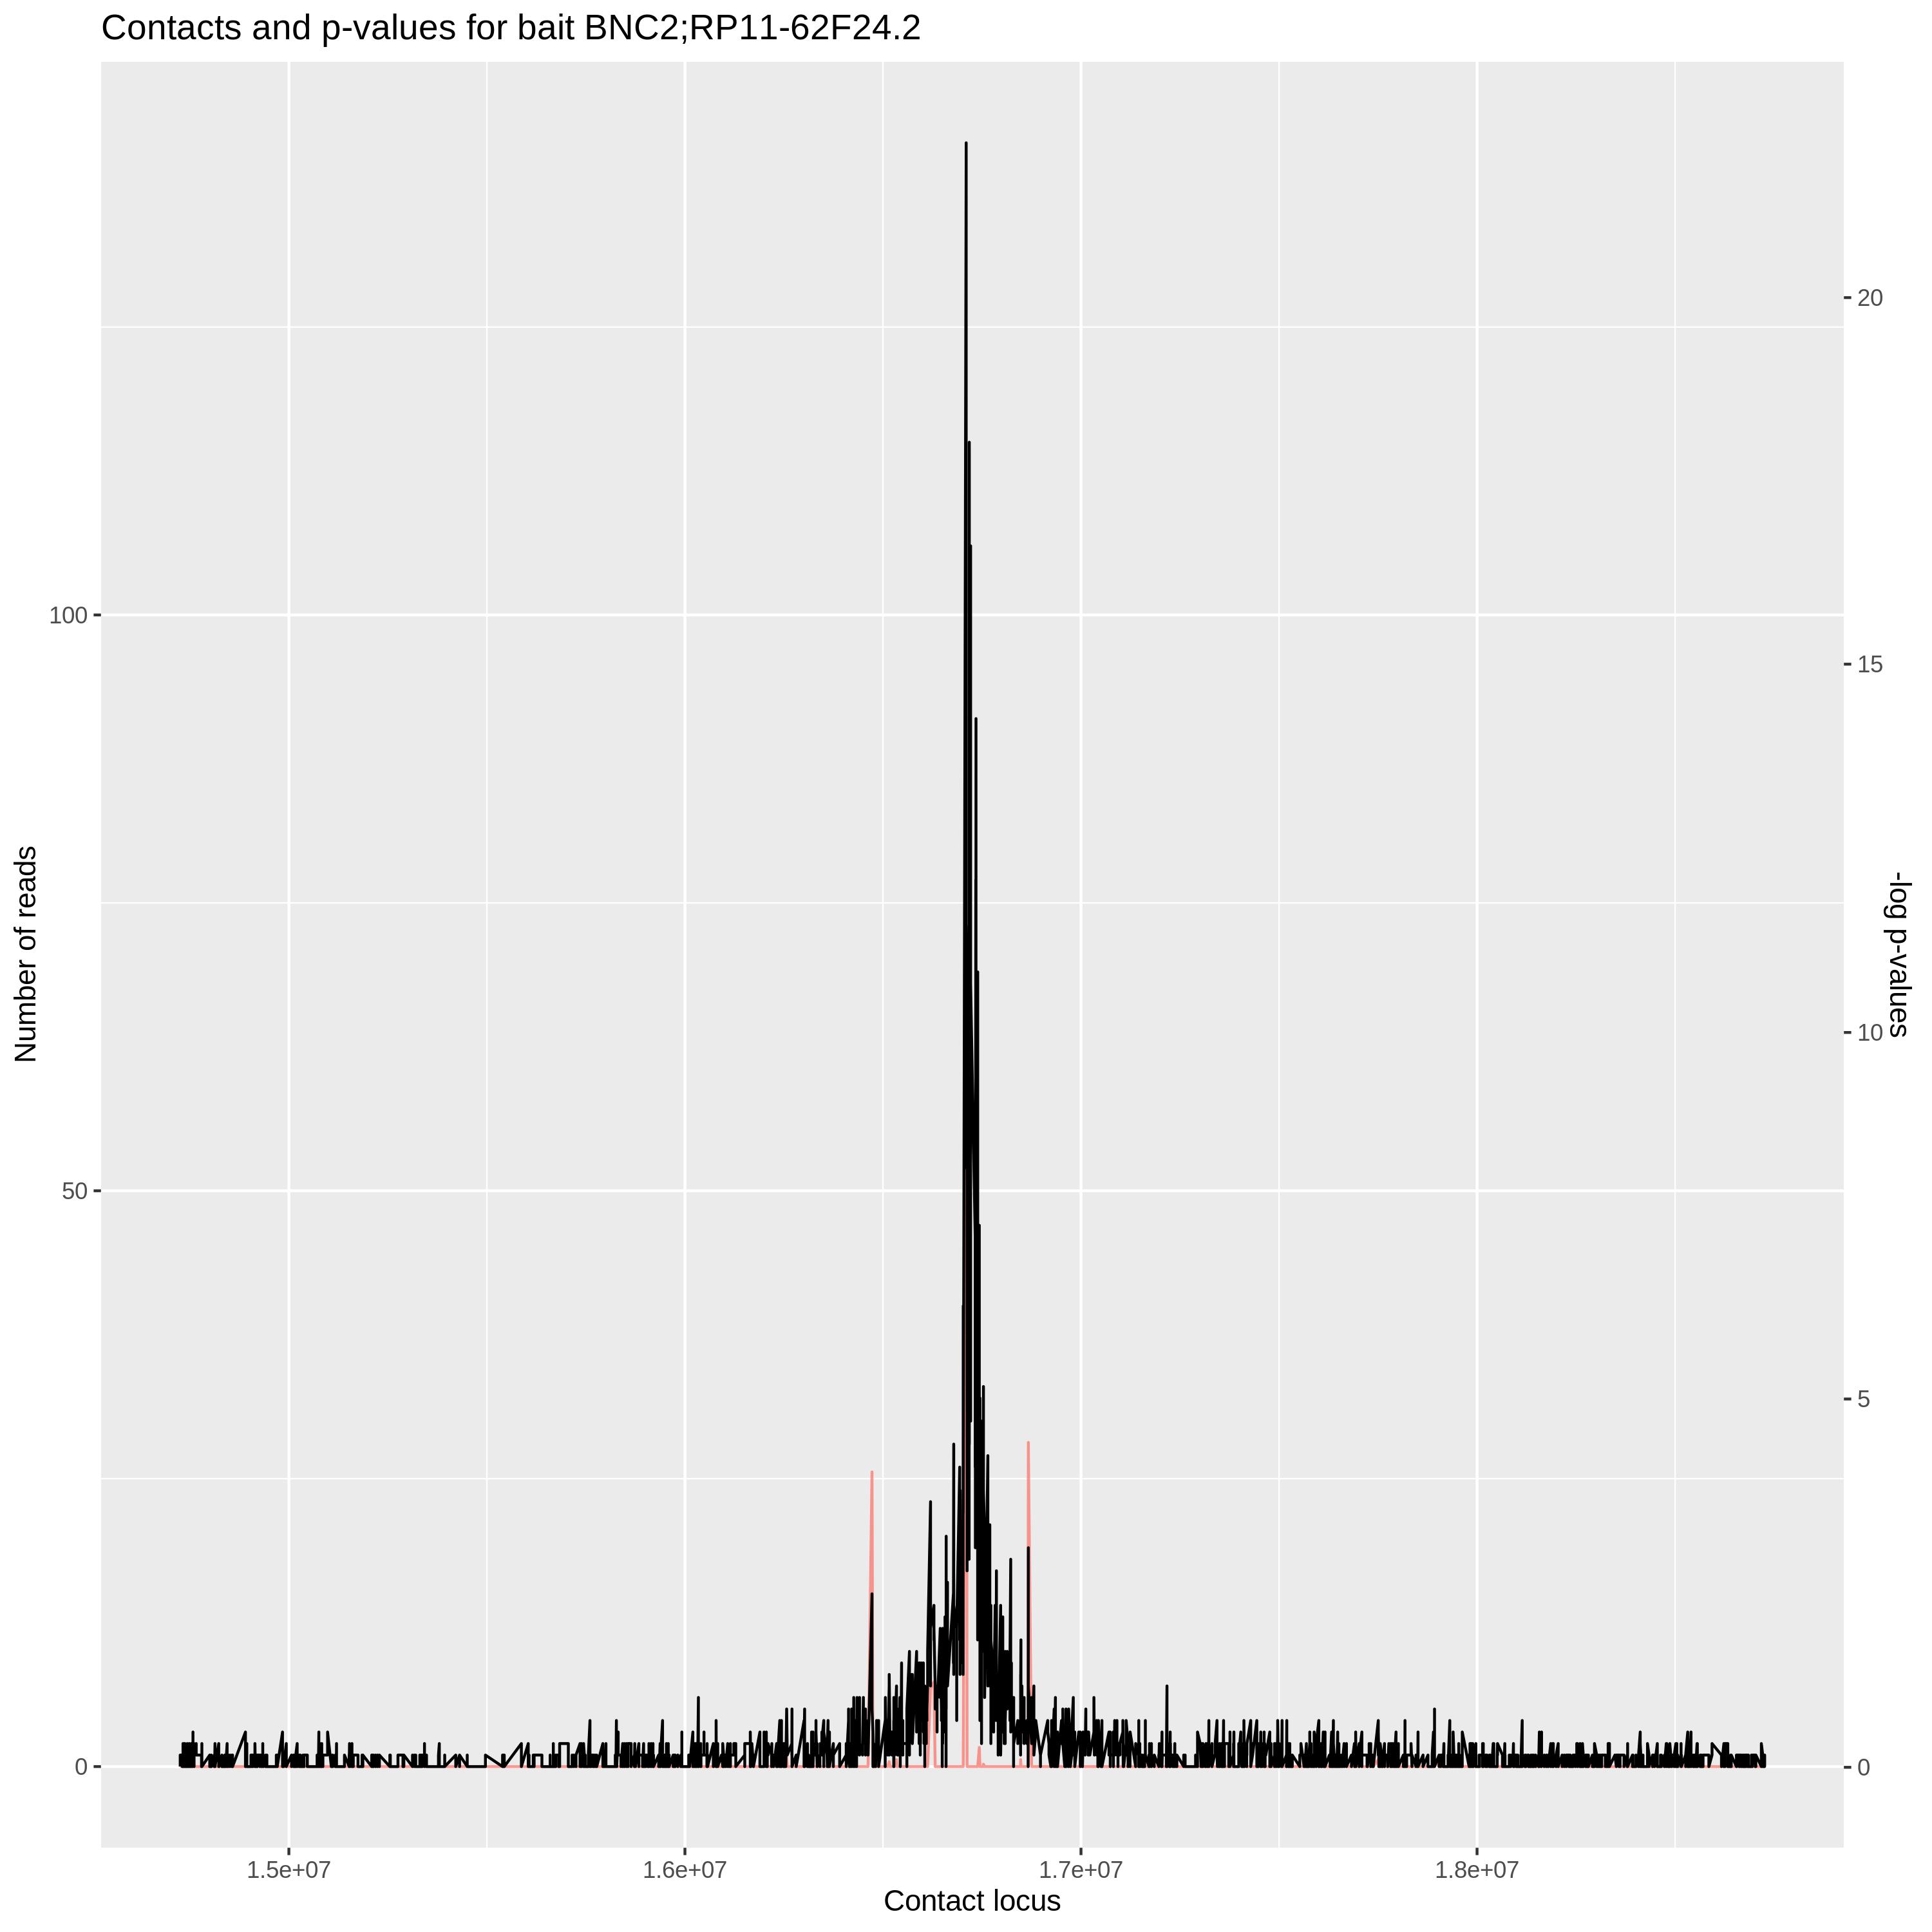 Contacts and p-values for bait BNC2;RP11-62F24.2
Number of reads
100
50
0
20
15
10
5
0
-log p-values
1.5e+07 1.6e+07 1.7e+07 1.8e+07
Contact locus